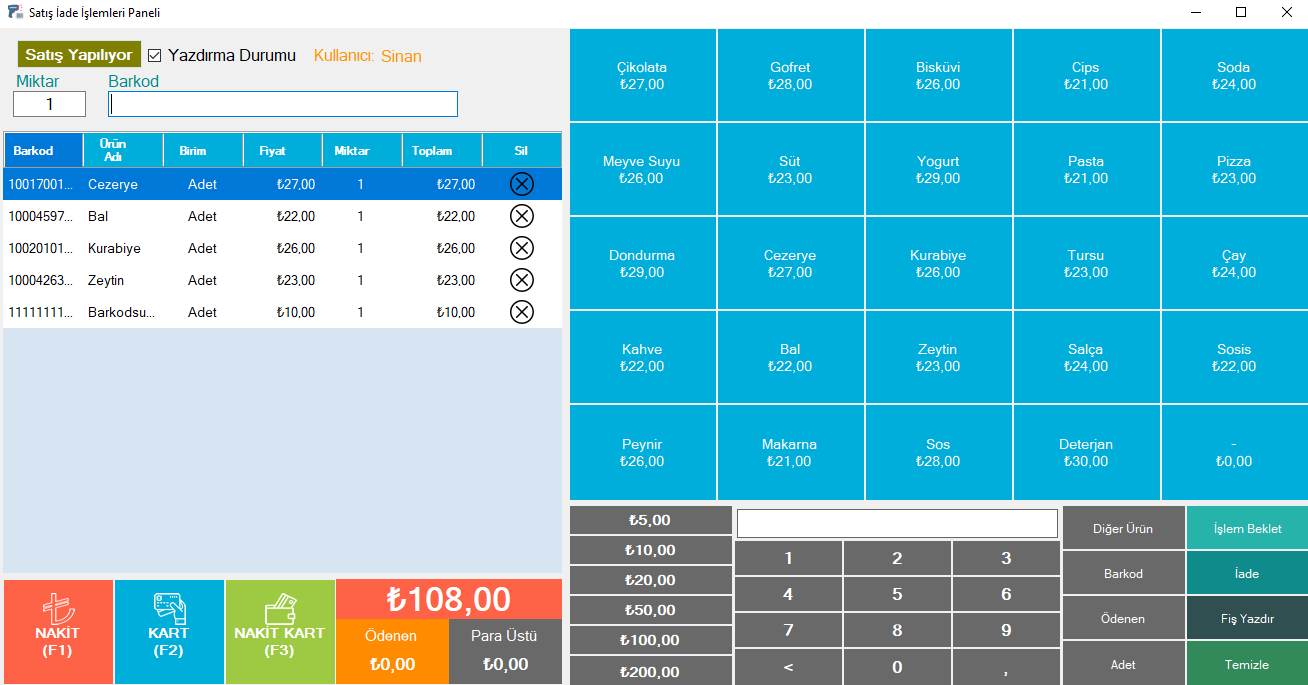 Satış İade İşlemleri Paneli
Satış Yapılıyor Yazdırma Durumu Kullanıcı: Sinan
Miktar Barkod
1
Barkod Ürün Adı Birim Fiyat Miktar Toplam Sil
10017001... Cezerye Adet ₺27,00 1 ₺27,00
10004597... Bal Adet ₺22,00 1 ₺22,00
10020101... Kurabiye Adet ₺26,00 1 ₺26,00
10004263... Zeytin Adet ₺23,00 1 ₺23,00
11111111... Barkodsu... Adet ₺10,00 1 ₺10,00
NAKİT
(F1)
KART
(F2)
NAKİT KART
(F3)
₺108,00
Ödenen Para Üstü
₺0,00 ₺0,00
Çikolata Gofret Bisküvi Cips Soda
₺27,00 ₺28,00 ₺26,00 ₺21,00 ₺24,00
Meyve Suyu Süt Yogurt Pasta Pizza
₺26,00 ₺23,00 ₺29,00 ₺21,00 ₺23,00
Dondurma Cezerye Kurabiye Tursu Çay
₺29,00 ₺27,00 ₺26,00 ₺23,00 ₺24,00
Kahve Bal Zeytin Salça Sosis
₺22,00 ₺22,00 ₺23,00 ₺24,00 ₺22,00
Peynir Makarna Sos Deterjan -
₺26,00 ₺21,00 ₺28,00 ₺30,00 ₺0,00
₺5,00
₺10,00
₺20,00
₺50,00
₺100,00
₺200,00
1 2 3
4 5 6
7 8 9
< 0 ,
Diğer Ürün İşlem Beklet
Barkod İade
Ödenen Fiş Yazdır
Adet Temizle